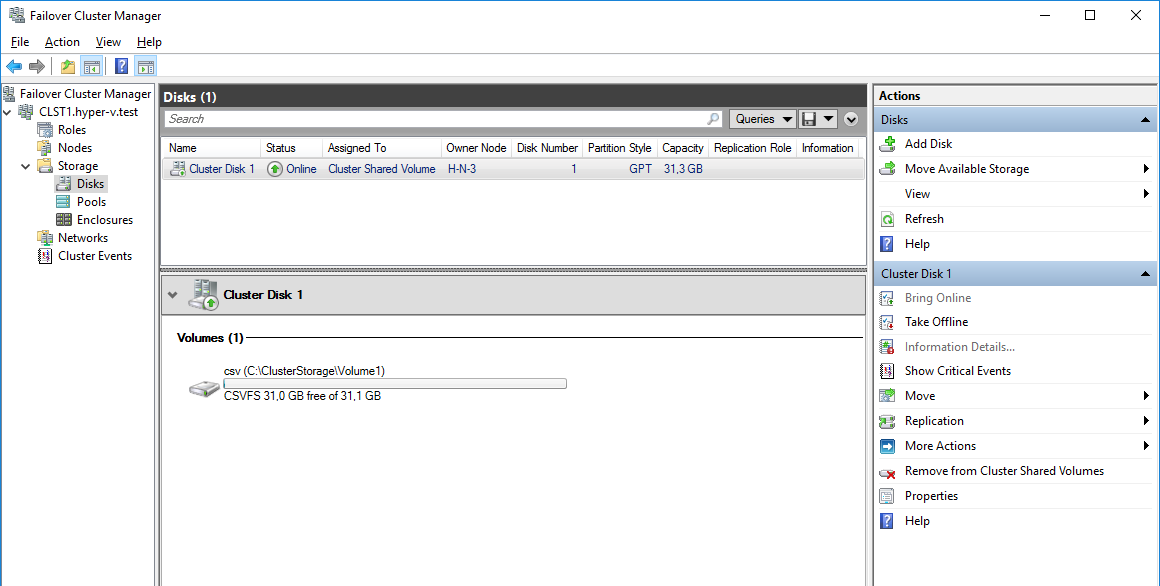 Failover Cluster Manager
File Action View Help
Failover Cluster Manager
CLST1.hyper-v.test
Roles
Nodes
Storage
Disks
Pools
Enclosures
Networks
Cluster Events
Disks (1)
Search
Queries
Name Status Assigned To Owner Node Disk Number Partition Style Capacity Replication Role Information
Cluster Disk 1 Online Cluster Shared Volume H-N-3 1 GPT 31,3 GB
Cluster Disk 1
Volumes (1)
csv (C:\ClusterStorage\Volume1)
CSVFS 31,0 GB free of 31,1 GB
Actions
Disks
Add Disk
Move Available Storage
View
Refresh
Help
Cluster Disk 1
Bring Online
Take Offline
Information Details...
Show Critical Events
Move
Replication
More Actions
Remove from Cluster Shared Volumes
Properties
Help